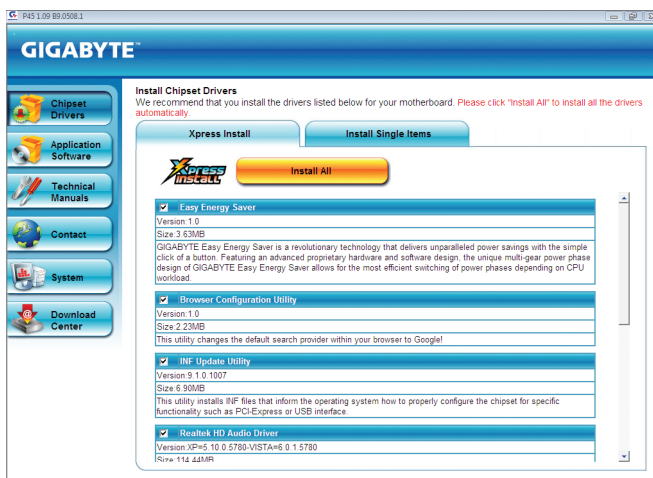 P45 1.09 B9.0508.1
GIGABYTE™
Chipset
Drivers
Application
Software
Technical
Manuals
Contact
System
Download
Center
Install Chipset Drivers
We recommend that you install the drivers listed below for your motherboard. Please click "Install All" to install all the drivers
automatically.
Xpress Install
Install Single Items
Xpress
INSTALL
Install All
Easy Energy Saver
Version:1.0
Size:3.63MB
GIGABYTE Easy Energy Saver is a revolutionary technology that delivers unparalleled power savings with the simple
click of a button. Featuring an advanced proprietary hardware and software design, the unique multi-gear power phase
design of GIGABYTE Easy Energy Saver allows for the most efficient switching of power phases depending on CPU
workload.
Browser Configuration Utility
Version:1.0
Size:2.23MB
This utility changes the default search provider within your browser to Google!
INF Update Utility
Version:9.1.0.1007
Size:6.90MB
This utility installs INF files that inform the operating system how to properly configure the chipset for specific
functionality such as PCI-Express or USB interface.
Realtek HD Audio Driver
Version:XP=5.10.0.5780-VISTA=6.0.1.5780
Size:114.44MB